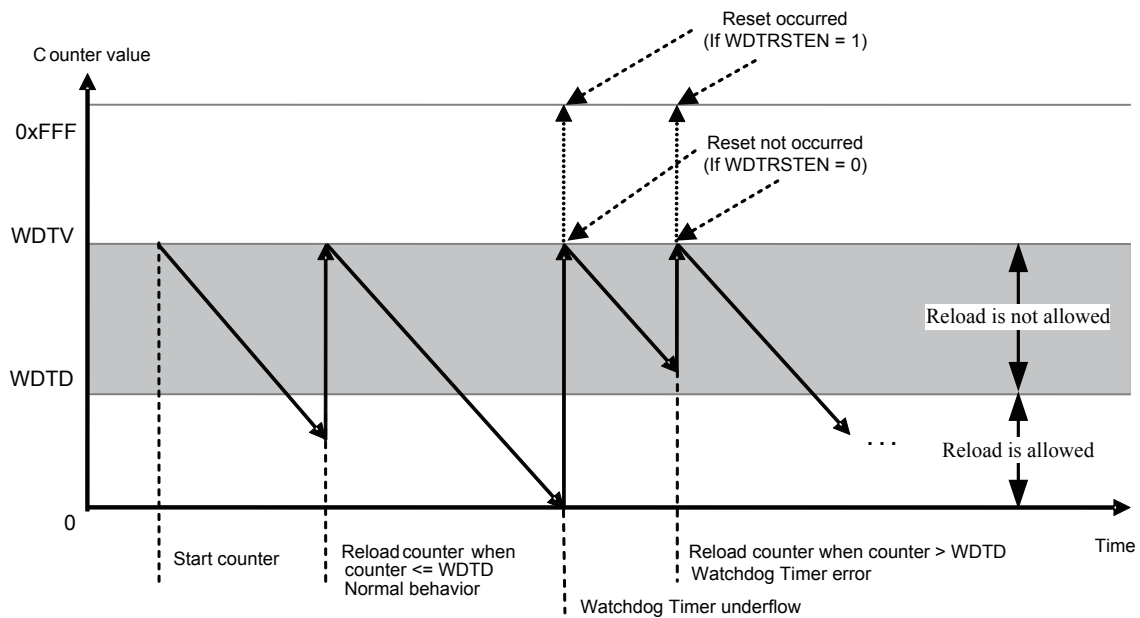 Reset occurred
(If WDTRSTEN = 1)
Counter value
0xFFF
Reset not occurred
(If WDTRSTEN = 0)
WDTV
Reload is not allowed
WDTD
Reload is allowed
. . .
0
Time
Start counter
Reload counter when
counter <= WDTD
Normal behavior
Reload counter when counter > WDTD
Watchdog Timer error
Watchdog Timer underflow